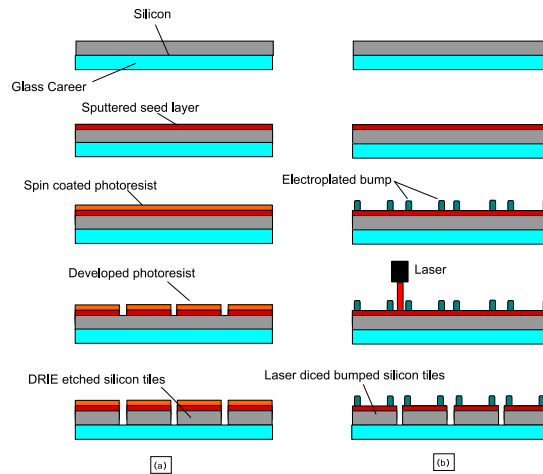 Silicon
Glass Career
Sputtered seed layer
Spin coated photoresist
Electroplated bump
Developed photoresist
Laser
DRIE etched silicon tiles
Laser diced bumped silicon tiles
(a)
(b)